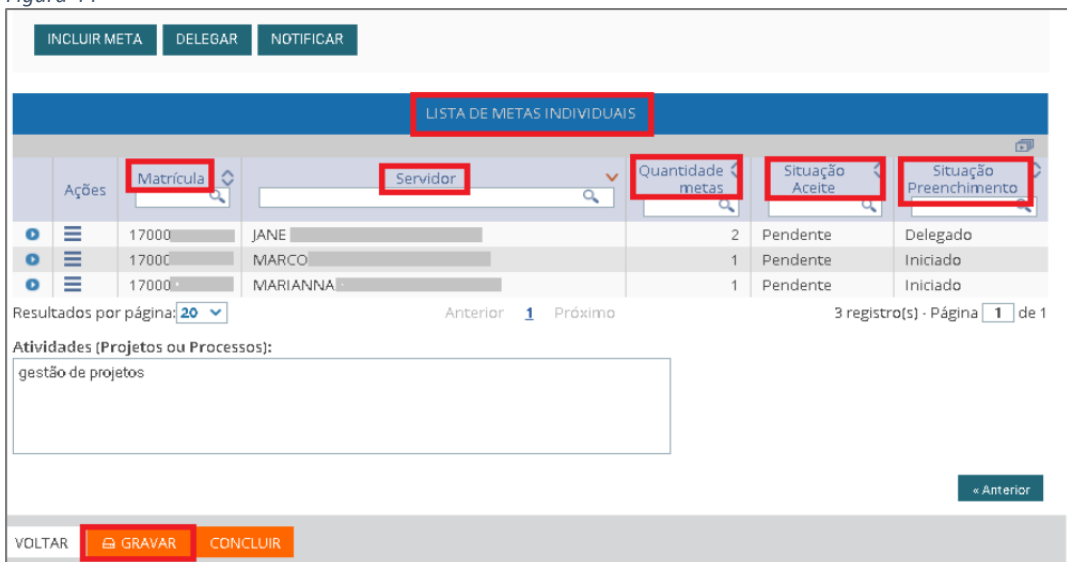 INCLUIR META DELEGAR NOTIFICAR
LISTA DE METAS INDIVIDUAIS
Ações Matrícula Servidor Quantidade metas Situação Aceite Situação Preenchimento
17000 JANE 2 Pendente Delegado
17000 MARCO 1 Pendente Iniciado
17000 MARIANNA 1 Pendente Iniciado
Resultados por página: 20 Anterior 1 Próximo 3 registro(s) - Página 1 de 1
Atividades (Projetos ou Processos):
gestão de projetos
« Anterior
VOLTAR GRAVAR CONCLUIR